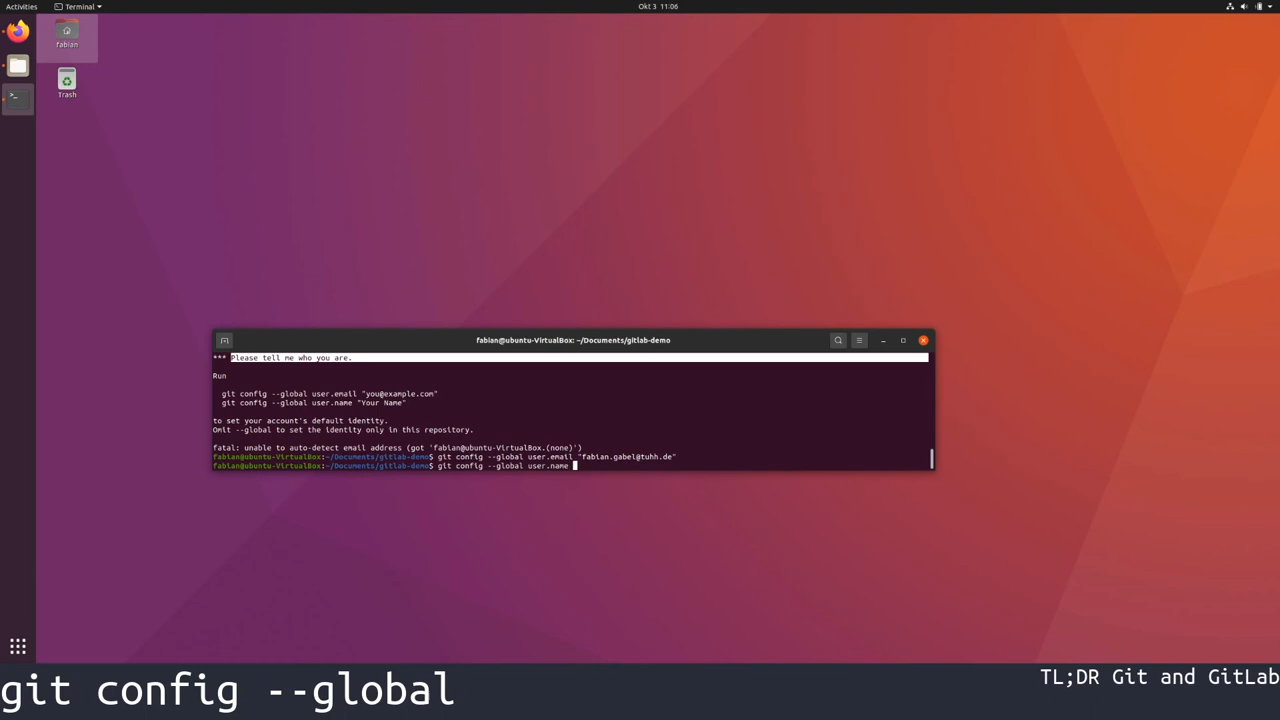 Activities
Terminal
Okt 3 11:06
fabian
Trash
fabian@ubuntu-VirtualBox: ~/Documents/gitlab-demo
*** Please tell me who you are.
Run
git config --global user.email "you@example.com"
git config --global user.name "Your Name"
to set your account's default identity.
Omit --global to set the identity only in this repository.
fatal: unable to auto-detect email address (got 'fabian@ubuntu-VirtualBox.(none)')
fabian@ubuntu-VirtualBox:~/Documents/gitlab-demo$ git config --global user.email "fabian.gabel@tuhh.de"
fabian@ubuntu-VirtualBox:~/Documents/gitlab-demo$ git config --global user.name
git config --global
TL;DR Git and GitLab